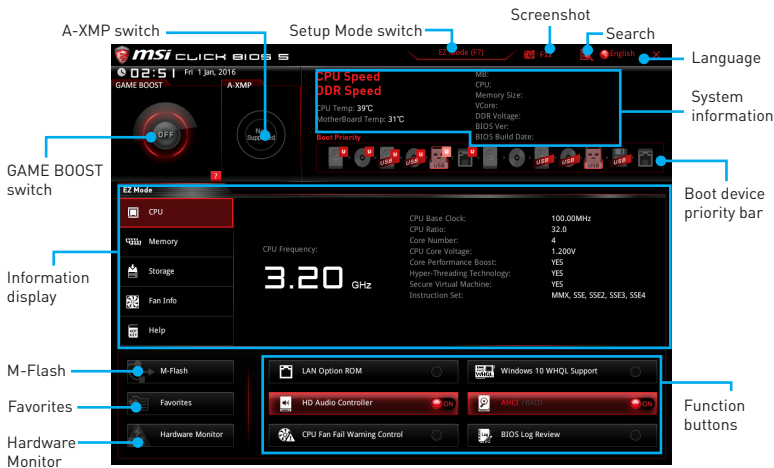 Screenshot
A-XMP switch
Setup Mode switch
Search
msi CLICK BIOS 5
EZ Mode (F7)
F12
English
X
Language
02:51 Fri 1 Jan, 2016
GAME BOOST
A-XMP
CPU Speed
DDR Speed
CPU Temp: 39°C
MotherBoard Temp: 31°C
MB:
CPU:
Memory Size:
VCore:
DDR Voltage:
BIOS Ver:
BIOS Build Date:
System
information
OFF
Not
Supported
Boot Priority
U U U U U U
USB USB USB USB USB USB
?
GAME BOOST
switch
Boot device
priority bar
EZ Mode
CPU
Memory
Storage
Fan Info
Help
CPU Frequency:
3.20 GHz
CPU Base Clock: 100.00MHz
CPU Ratio: 32.0
Core Number: 4
CPU Core Voltage: 1.200V
Core Performance Boost: YES
Hyper-Threading Technology: YES
Secure Virtual Machine: YES
Instruction Set: MMX, SSE, SSE2, SSE3, SSE4
Information
display
M-Flash
M-Flash
LAN Option ROM
Windows 10 WHQL Support
Favorites
Favorites
HD Audio Controller ON
AHCI / RAID ON
Function
buttons
Hardware
Monitor
Hardware Monitor
CPU Fan Fail Warning Control
BIOS Log Review